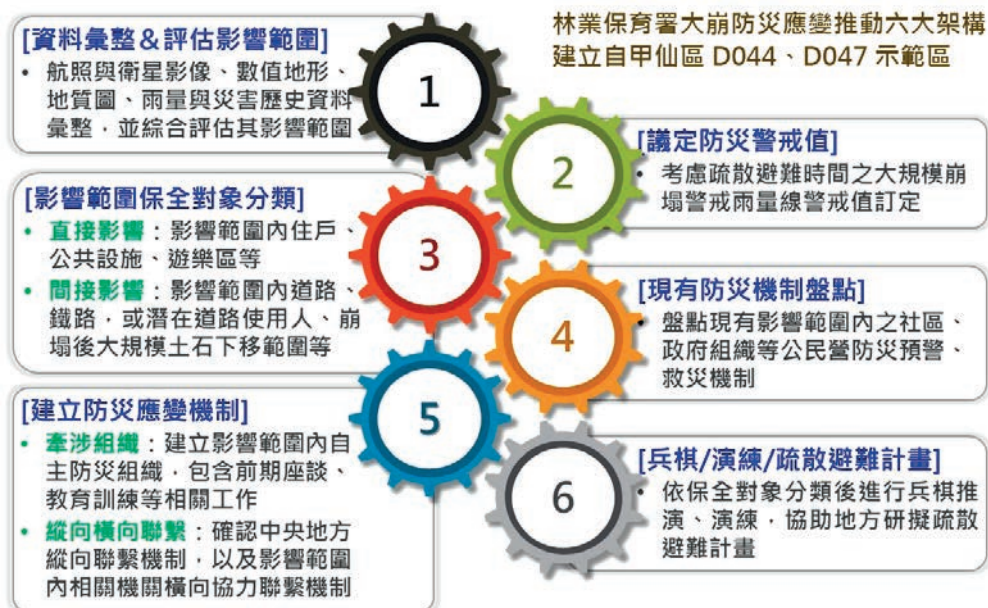 林業保育署大崩防災應變推動六大架構
建立自甲仙區 D044、D047 示範區
[資料彙整&評估影響範圍]
• 航照與衛星影像、數值地形、
地質圖、雨量與災害歷史資料
彙整，並綜合評估其影響範圍
1
2
[議定防災警戒值]
• 考慮疏散避難時間之大規模崩
塌警戒雨量線警戒值訂定
[影響範圍保全對象分類]
• 直接影響：影響範圍內住戶、
公共設施、遊樂區等
• 間接影響：影響範圍內道路、
鐵路，或潛在道路使用人、崩
塌後大規模土石下移範圍等
3
4
[現有防災機制盤點]
• 盤點現有影響範圍內之社區、
政府組織等公民營防災預警、
救災機制
[建立防災應變機制]
• 牽涉組織：建立影響範圍內自
主防災組織，包含前期座談、
教育訓練等相關工作
• 縱向橫向聯繫：確認中央地方
縱向聯繫機制，以及影響範圍
內相關機關橫向協力聯繫機制
5
6
[兵棋/演練/疏散避難計畫]
• 依保全對象分類後進行兵棋推
演、演練，協助地方研擬疏散
避難計畫